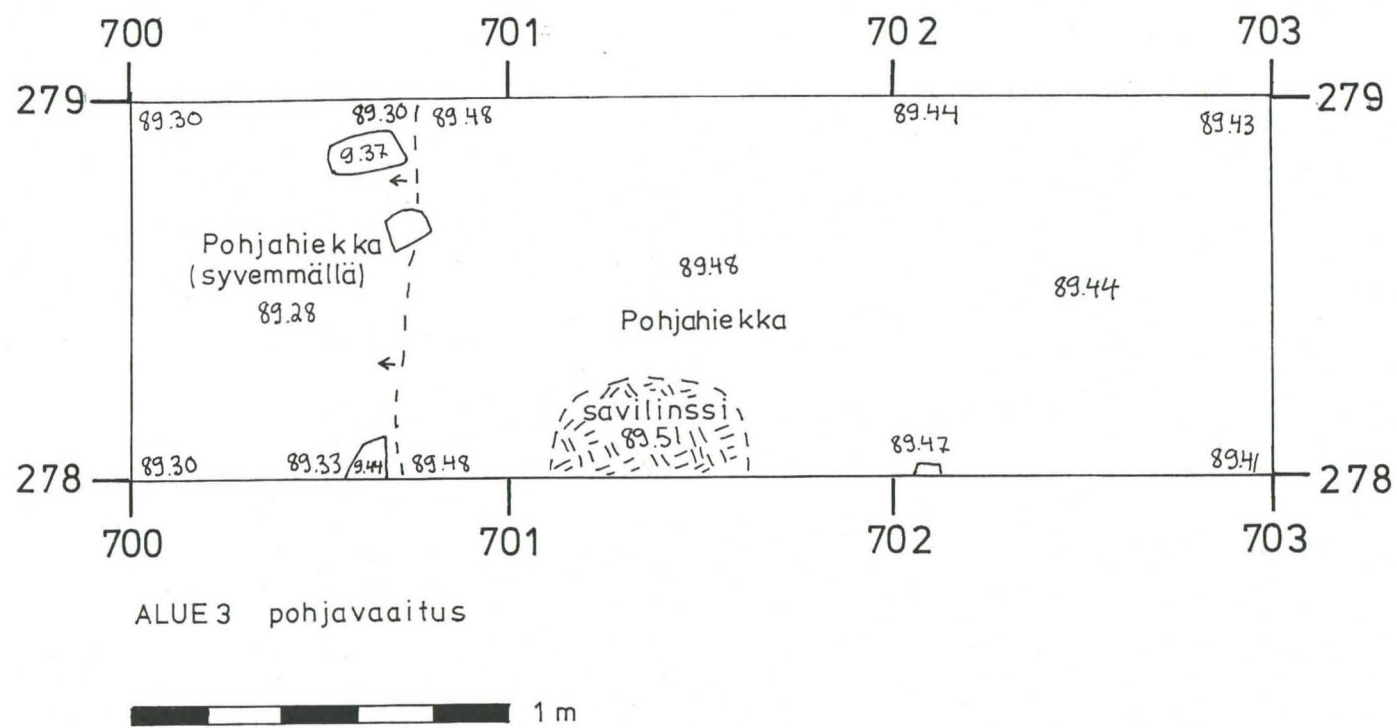 700 701 702 703
279 279
89.30 89.30 89.48 89.44 89.43
9.37
Pohjahiekka
(syvemmällä)
89.28
89.48
89.44
Pohjahiekka
savilinssi
89.51
89.30 89.33 9.44 89.48 89.47 89.41
278 278
700 701 702 703
ALUE 3 pohjavaaitus
1 m